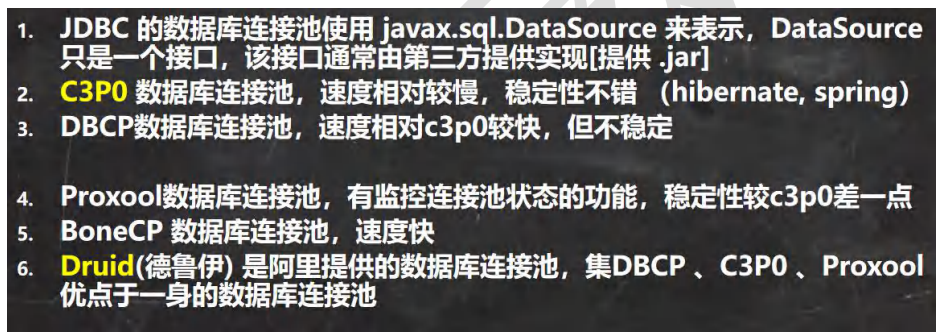 1. JDBC 的数据库连接池使用 javax.sql.DataSource 来表示，DataSource
只是一个接口，该接口通常由第三方提供实现[提供 .jar]
2. C3P0 数据库连接池，速度相对较慢，稳定性不错 （hibernate, spring）
3. DBCP数据库连接池，速度相对c3p0较快，但不稳定
4. Proxool数据库连接池，有监控连接池状态的功能，稳定性较c3p0差一点
5. BoneCP 数据库连接池，速度快
6. Druid(德鲁伊) 是阿里提供的数据库连接池，集DBCP 、C3P0 、Proxool
优点于一身的数据库连接池